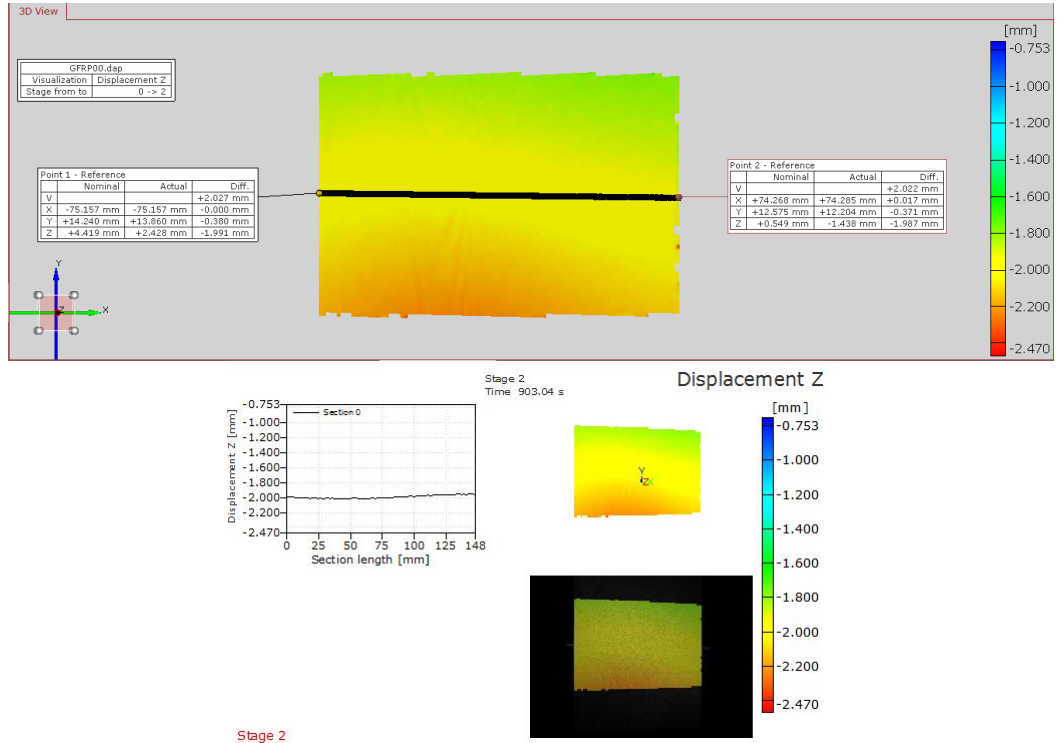 3D View
[mm]
-0.753
-1.000
-1.200
-1.400
-1.600
-1.800
-2.000
-2.200
-2.470
GFRP00.dap
Visualization Displacement Z
Stage from to 0 -> 2
Point 1 - Reference
Nominal Actual Diff.
V +2.027 mm
X -75.157 mm -75.157 mm -0.000 mm
Y +14.240 mm +13.860 mm -0.380 mm
Z +4.419 mm +2.428 mm -1.991 mm
Point 2 - Reference
Nominal Actual Diff.
V +2.022 mm
X +74.268 mm +74.285 mm +0.017 mm
Y +12.575 mm +12.204 mm -0.371 mm
Z +0.549 mm -1.438 mm -1.987 mm
Y
Z
X
Stage 2
Time 903.04 s
Displacement Z
Displacement Z [mm]
-0.753
-1.000
-1.200
-1.400
-1.600
-1.800
-2.000
-2.200
-2.470
Section 0
0 25 50 75 100 125 148
Section length [mm]
Y
ZX
[mm]
-0.753
-1.000
-1.200
-1.400
-1.600
-1.800
-2.000
-2.200
-2.470
Stage 2